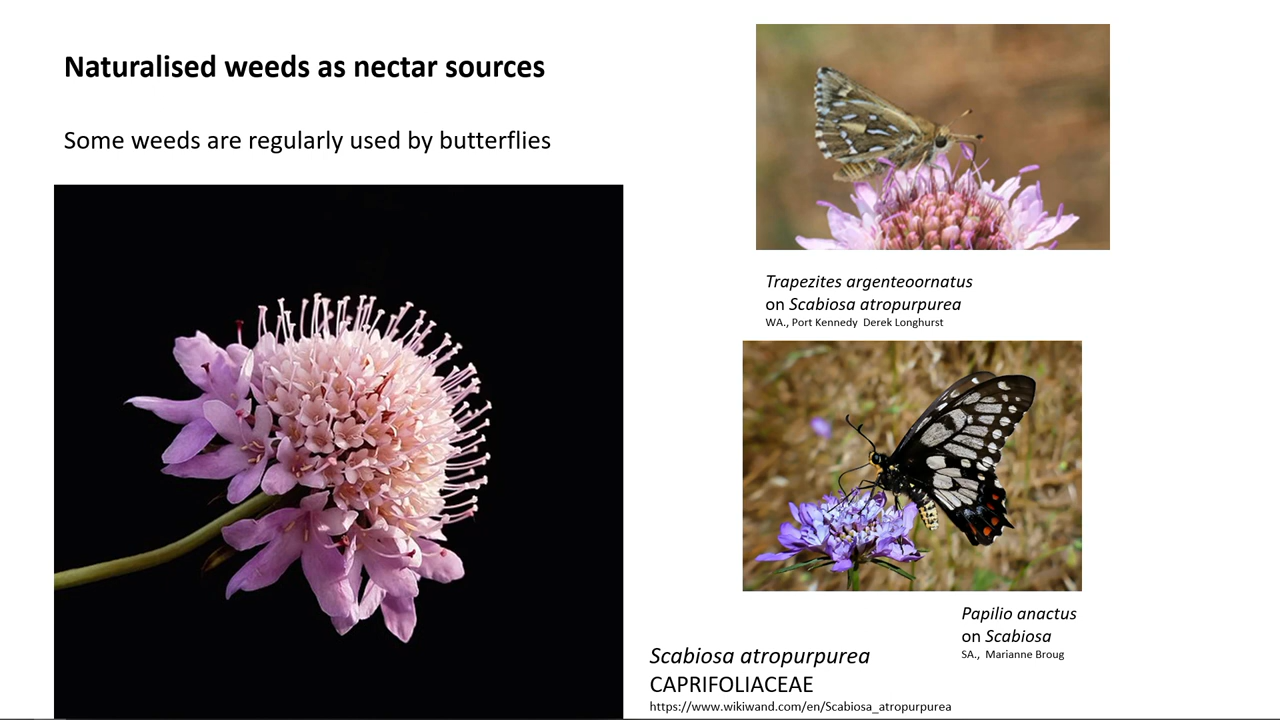 Naturalised weeds as nectar sources
Some weeds are regularly used by butterflies
Trapezites argenteoornatus
on Scabiosa atropurpurea
WA., Port Kennedy Derek Longhurst
Papilio anactus
on Scabiosa
SA., Marianne Broug
Scabiosa atropurpurea
CAPRIFOLIACEAE
https://www.wikiwand.com/en/Scabiosa_atropurpurea